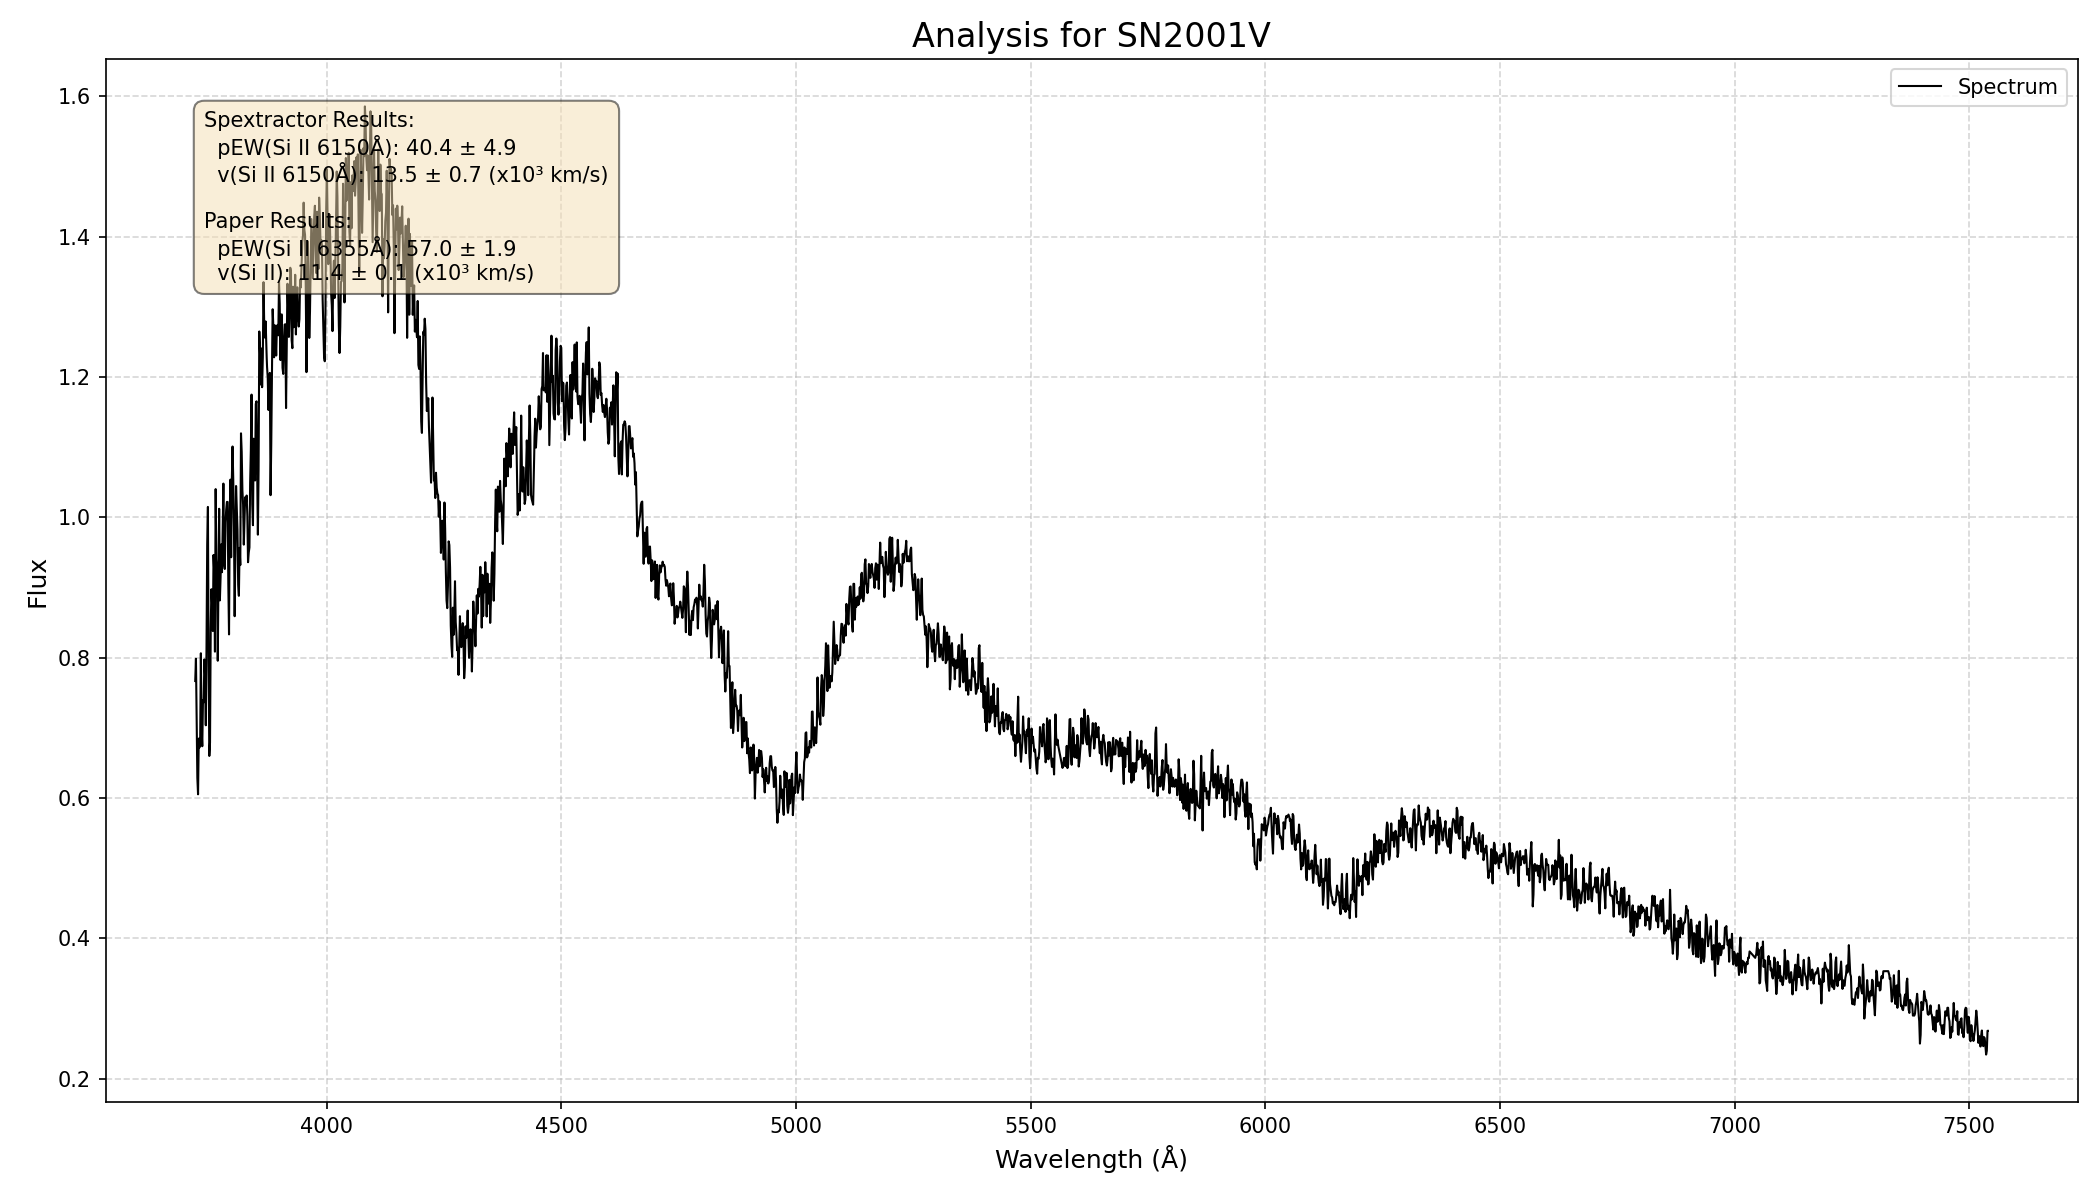 Analysis for SN2001V
Spectrum
Spextractor Results:
pEW(Si II 6150Å): 40.4 ± 4.9
v(Si II 6150Å): 13.5 ± 0.7 (x10³ km/s)
Paper Results:
pEW(Si II 6355Å): 57.0 ± 1.9
v(Si II): 11.4 ± 0.1 (x10³ km/s)
Flux
1.6
1.4
1.2
1.0
0.8
0.6
0.4
0.2
4000 4500 5000 5500 6000 6500 7000 7500
Wavelength (Å)